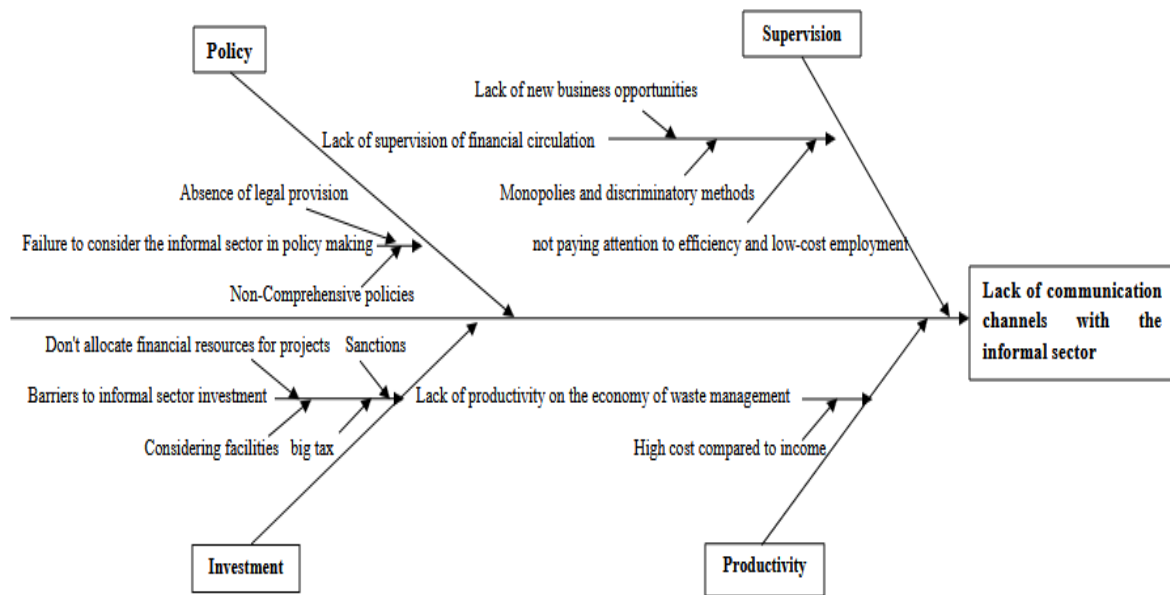 Supervision
Policy
Lack of new business opportunities
Lack of supervision of financial circulation
Monopolies and discriminatory methods
Absence of legal provision
not paying attention to efficiency and low-cost employment
Failure to consider the informal sector in policy making
Non-Comprehensive policies
Lack of communication
channels with the
informal sector
Don't allocate financial resources for projects
Sanctions
Barriers to informal sector investment
Lack of productivity on the economy of waste management
Considering facilities
big tax
High cost compared to income
Investment
Productivity